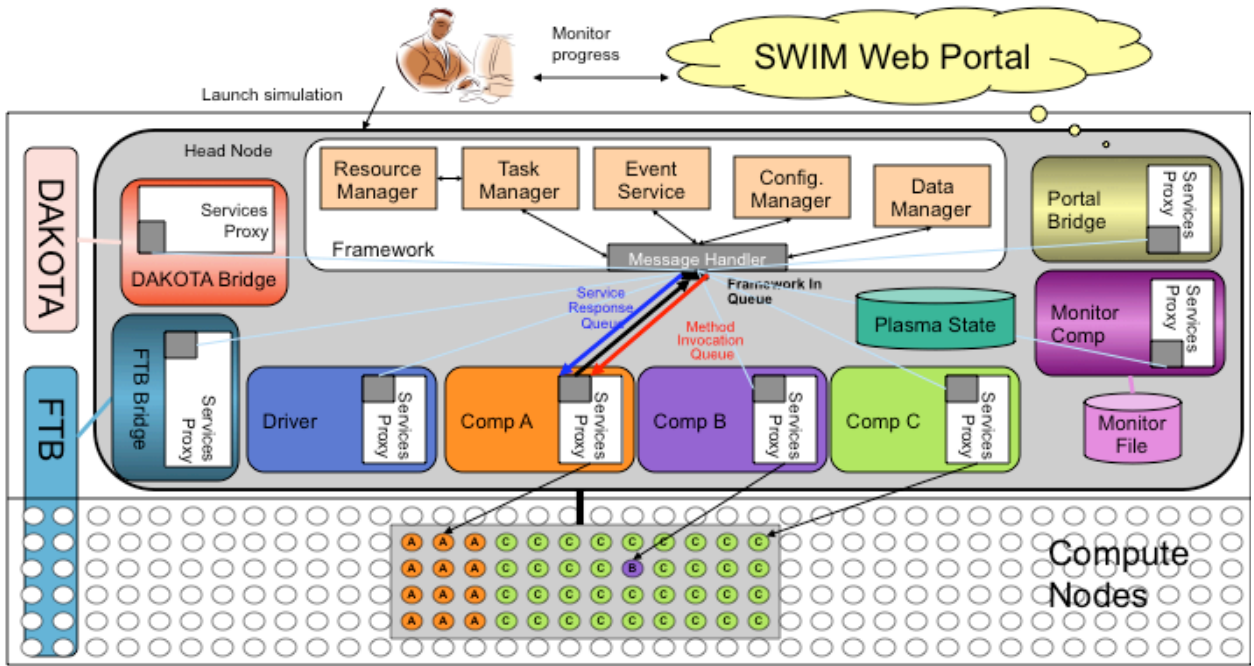 Monitor
progress
SWIM Web Portal
Launch simulation
DAKOTA
Head Node
Resource
Manager
Task
Manager
Event
Service
Config.
Manager
Data
Manager
Framework
Message Handler
Services
Proxy
DAKOTA Bridge
Portal
Bridge
Services
Proxy
Framework In
Queue
Service
Response
Queue
Method
Invocation
Queue
Plasma State
Monitor
Comp
Services
Proxy
FTB
FTB Bridge
Services
Proxy
Driver
Services
Proxy
Comp A
Services
Proxy
Comp B
Services
Proxy
Comp C
Services
Proxy
Monitor
File
A A A C C C C C C C C C
A A A C C C C B C C C C
A A A C C C C C C C C C
A A A C C C C C C C C C
Compute
Nodes